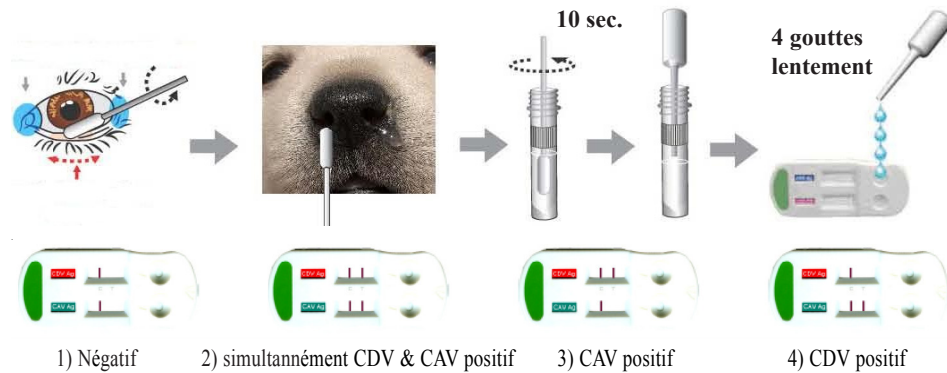 10 sec.
4 gouttes
lentement
CDV Ag
CAV Ag
CDV Ag
CAV Ag
CDV Ag
CAV Ag
CDV Ag
CAV Ag
1) Négatif
2) simultannément CDV & CAV positif
3) CAV positif
4) CDV positif